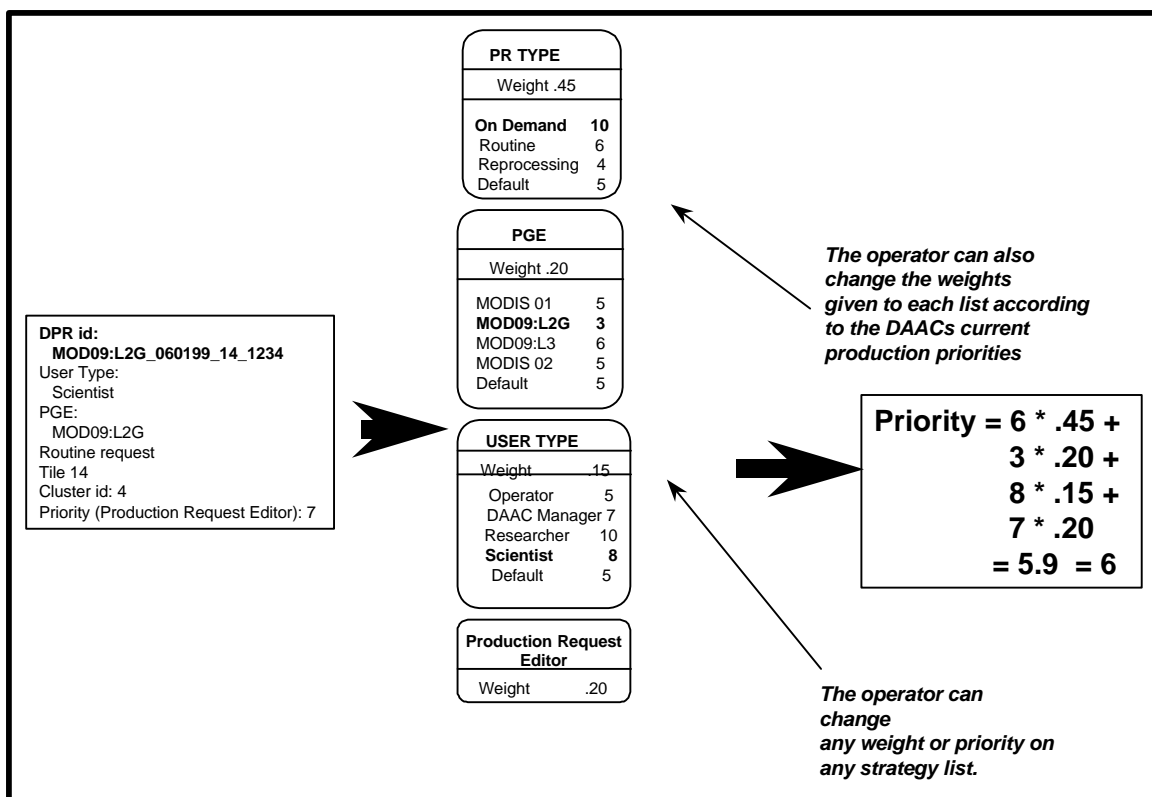 PR TYPE
Weight .45
On Demand 10
Routine 6
Reprocessing 4
Default 5
PGE
Weight .20
MODIS 01 5
MOD09:L2G 3
MOD09:L3 6
MODIS 02 5
Default 5
USER TYPE
Weight .15
Operator 5
DAAC Manager 7
Researcher 10
Scientist 8
Default 5
Production Request
Editor
Weight .20
DPR id:
MOD09:L2G_060199_14_1234
User Type:
Scientist
PGE:
MOD09:L2G
Routine request
Tile 14
Cluster id: 4
Priority (Production Request Editor): 7
The operator can also
change the weights
given to each list according
to the DAACs current
production priorities
Priority = 6 * .45 +
3 * .20 +
8 * .15 +
7 * .20
= 5.9 = 6
The operator can
change
any weight or priority on
any strategy list.